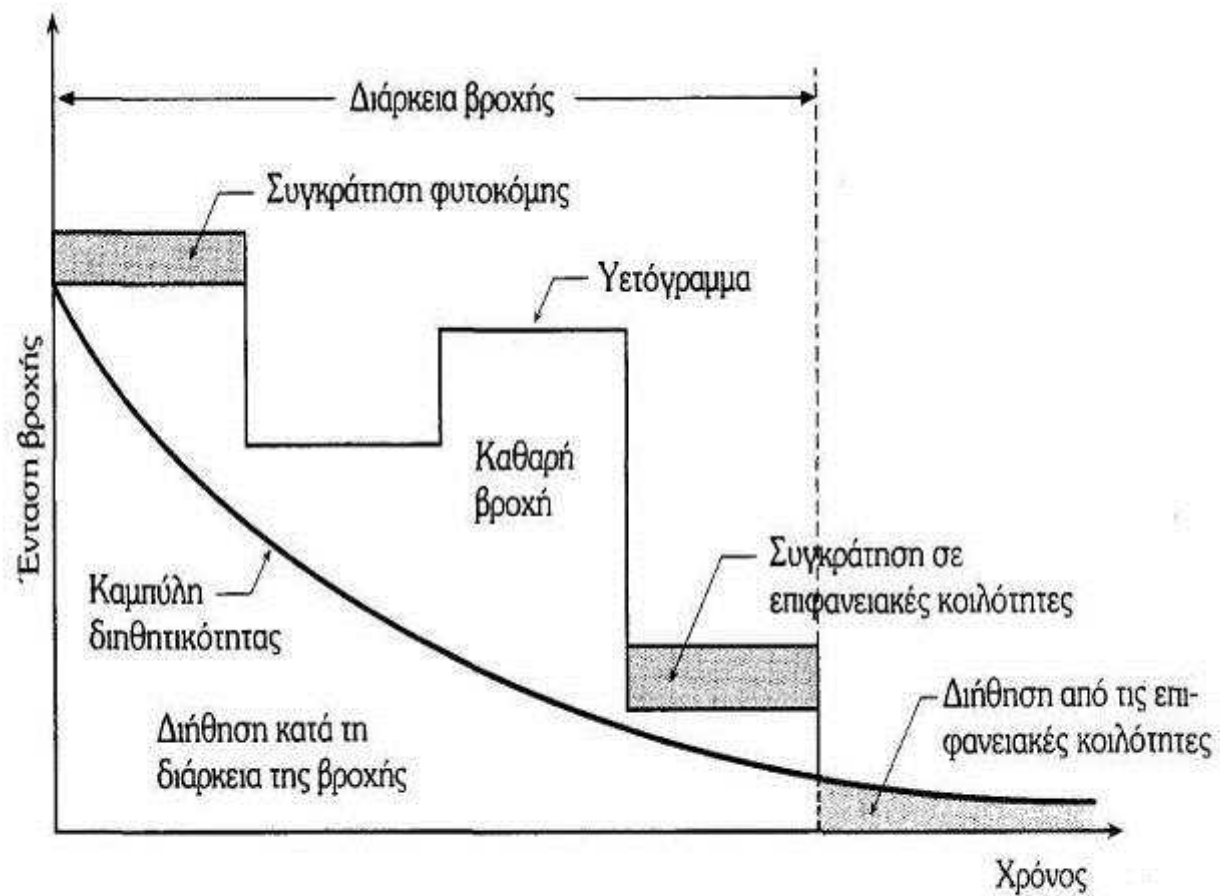 Διάρκεια βροχής
Συγκράτηση φυτοκόμης
Υετόγραμμα
Ένταση βροχής
Καθαρή
βροχή
Συγκράτηση σε
επιφανειακές κοιλότητες
Καμπύλη
διηθητικότητας
Διήθηση από τις επι-
φανειακές κοιλότητες
Διήθηση κατά τη
διάρκεια της βροχής
Χρόνος